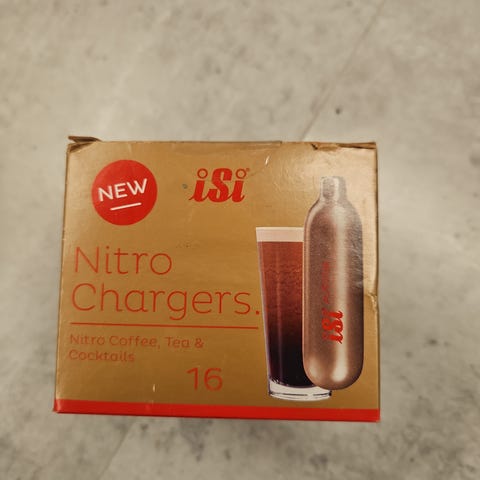 NEW
iSi
Nitro
Chargers.
Nitro Coffee, Tea &
Cocktails
16
iSi